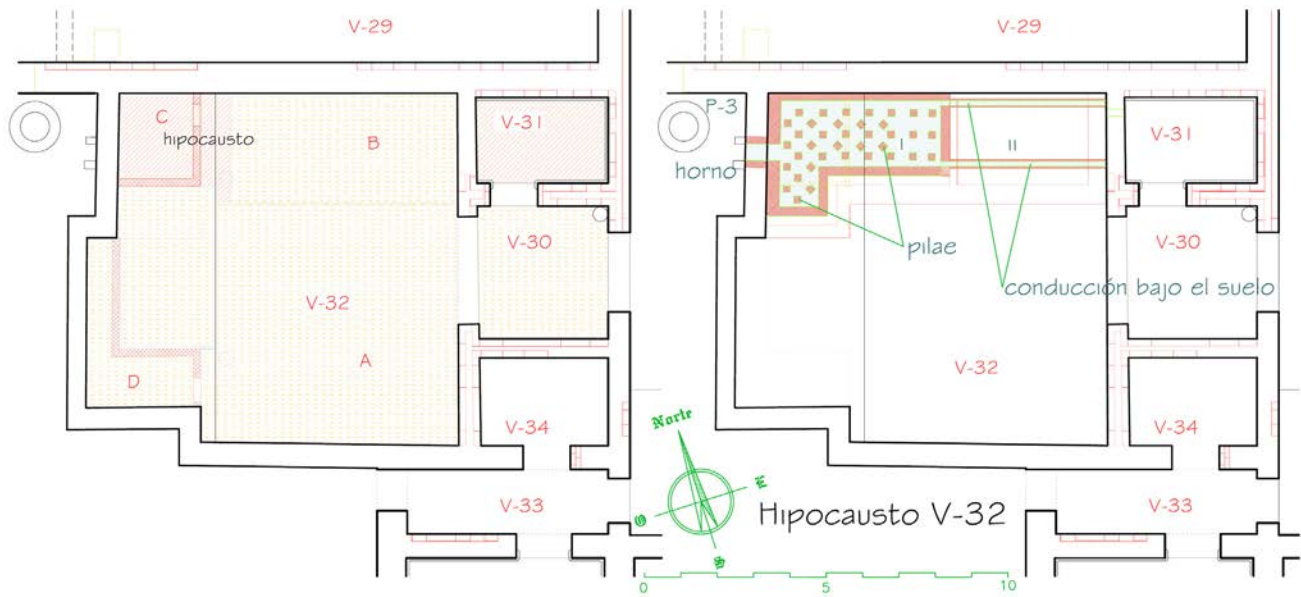 V-29
C
hipocausto
B
V-31
V-30
V-32
A
D
V-34
V-33
V-29
P-3
horno
I
II
V-31
V-30
pilae
conducción bajo el suelo
V-32
V-34
V-33
Norte
E
O
S
Hipocausto V-32
0 5 10